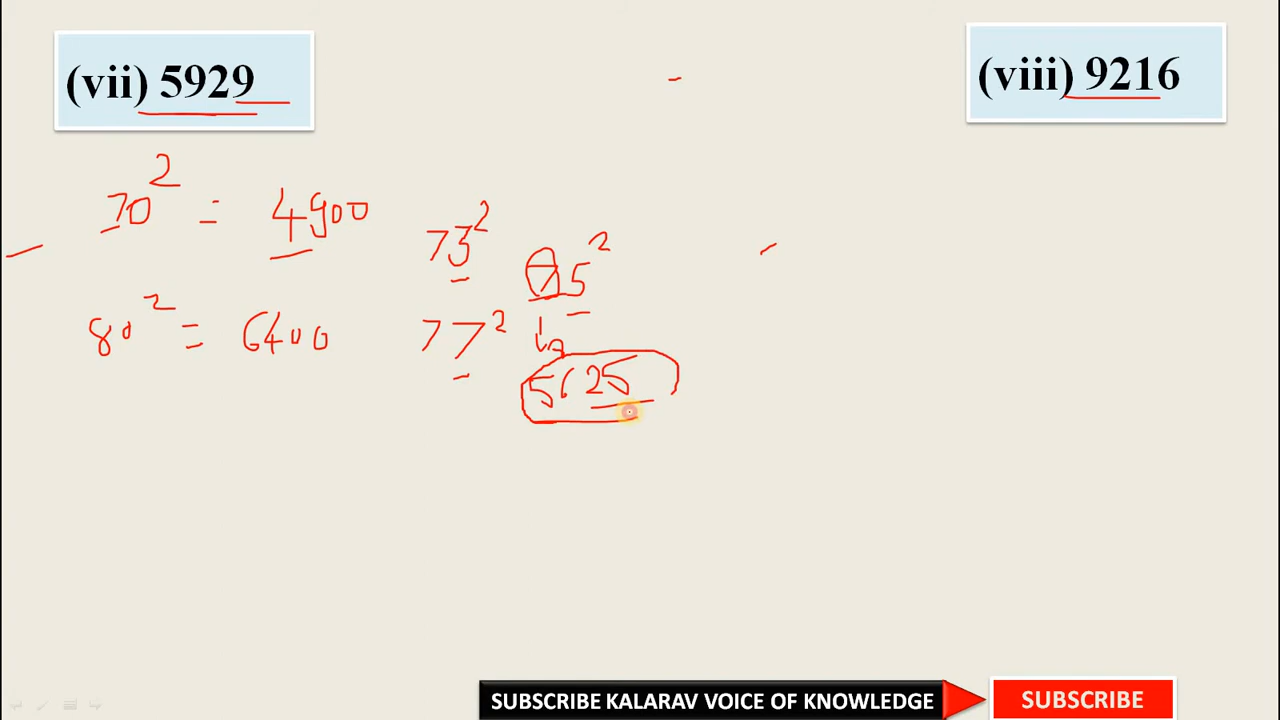 (vii) 5929
(viii) 9216
70² = 4900
73²
75²
80² = 6400
77²
5625
SUBSCRIBE KALARAV VOICE OF KNOWLEDGE
SUBSCRIBE